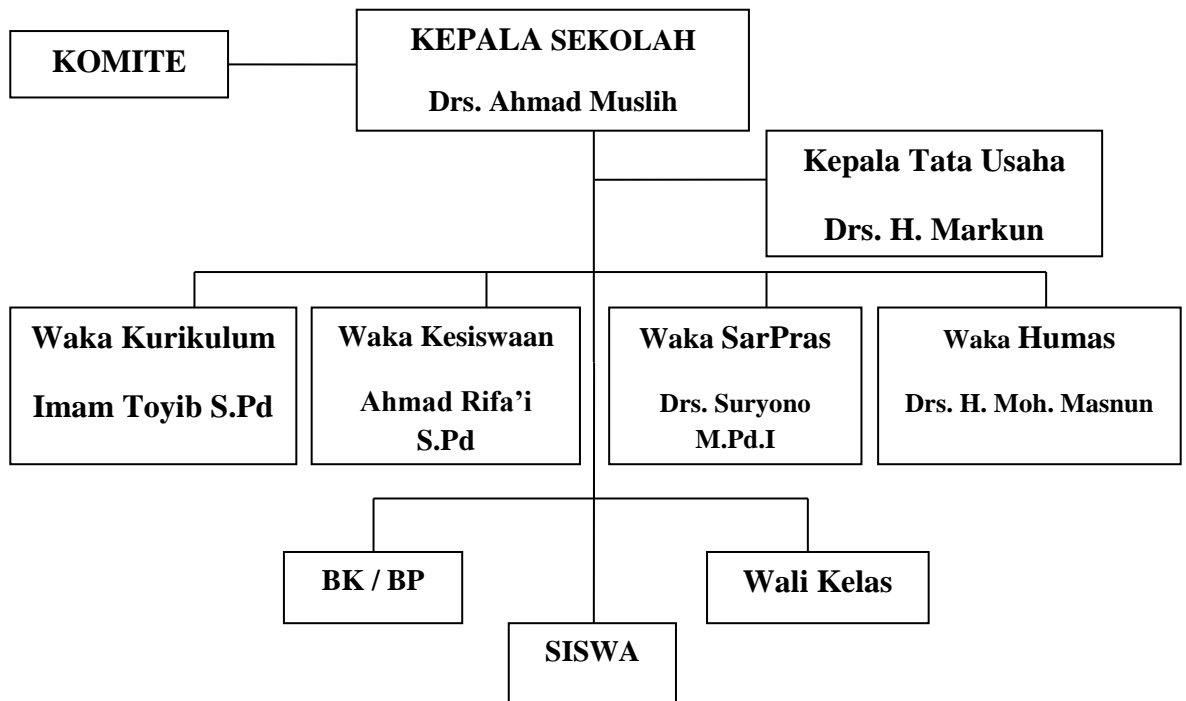 KOMITE
KEPALA SEKOLAH
Drs. Ahmad Muslih
Kepala Tata Usaha
Drs. H. Markun
Waka Kurikulum
Imam Toyib S.Pd
Waka Kesiswaan
Ahmad Rifa’i
S.Pd
Waka SarPras
Drs. Suryono
M.Pd.I
Waka Humas
Drs. H. Moh. Masnun
BK / BP
Wali Kelas
SISWA